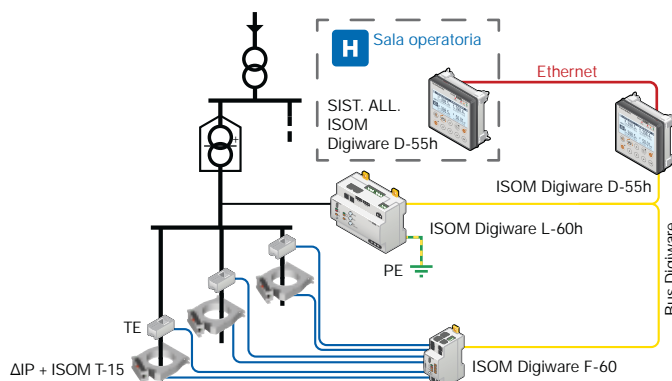 H
Sala operatoria
Ethernet
SIST. ALL.
ISOM
Digiware D-55h
ISOM Digiware D-55h
ISOM Digiware L-60h
PE
Bus Digiware
TE
ISOM Digiware F-60
ΔIP + ISOM T-15